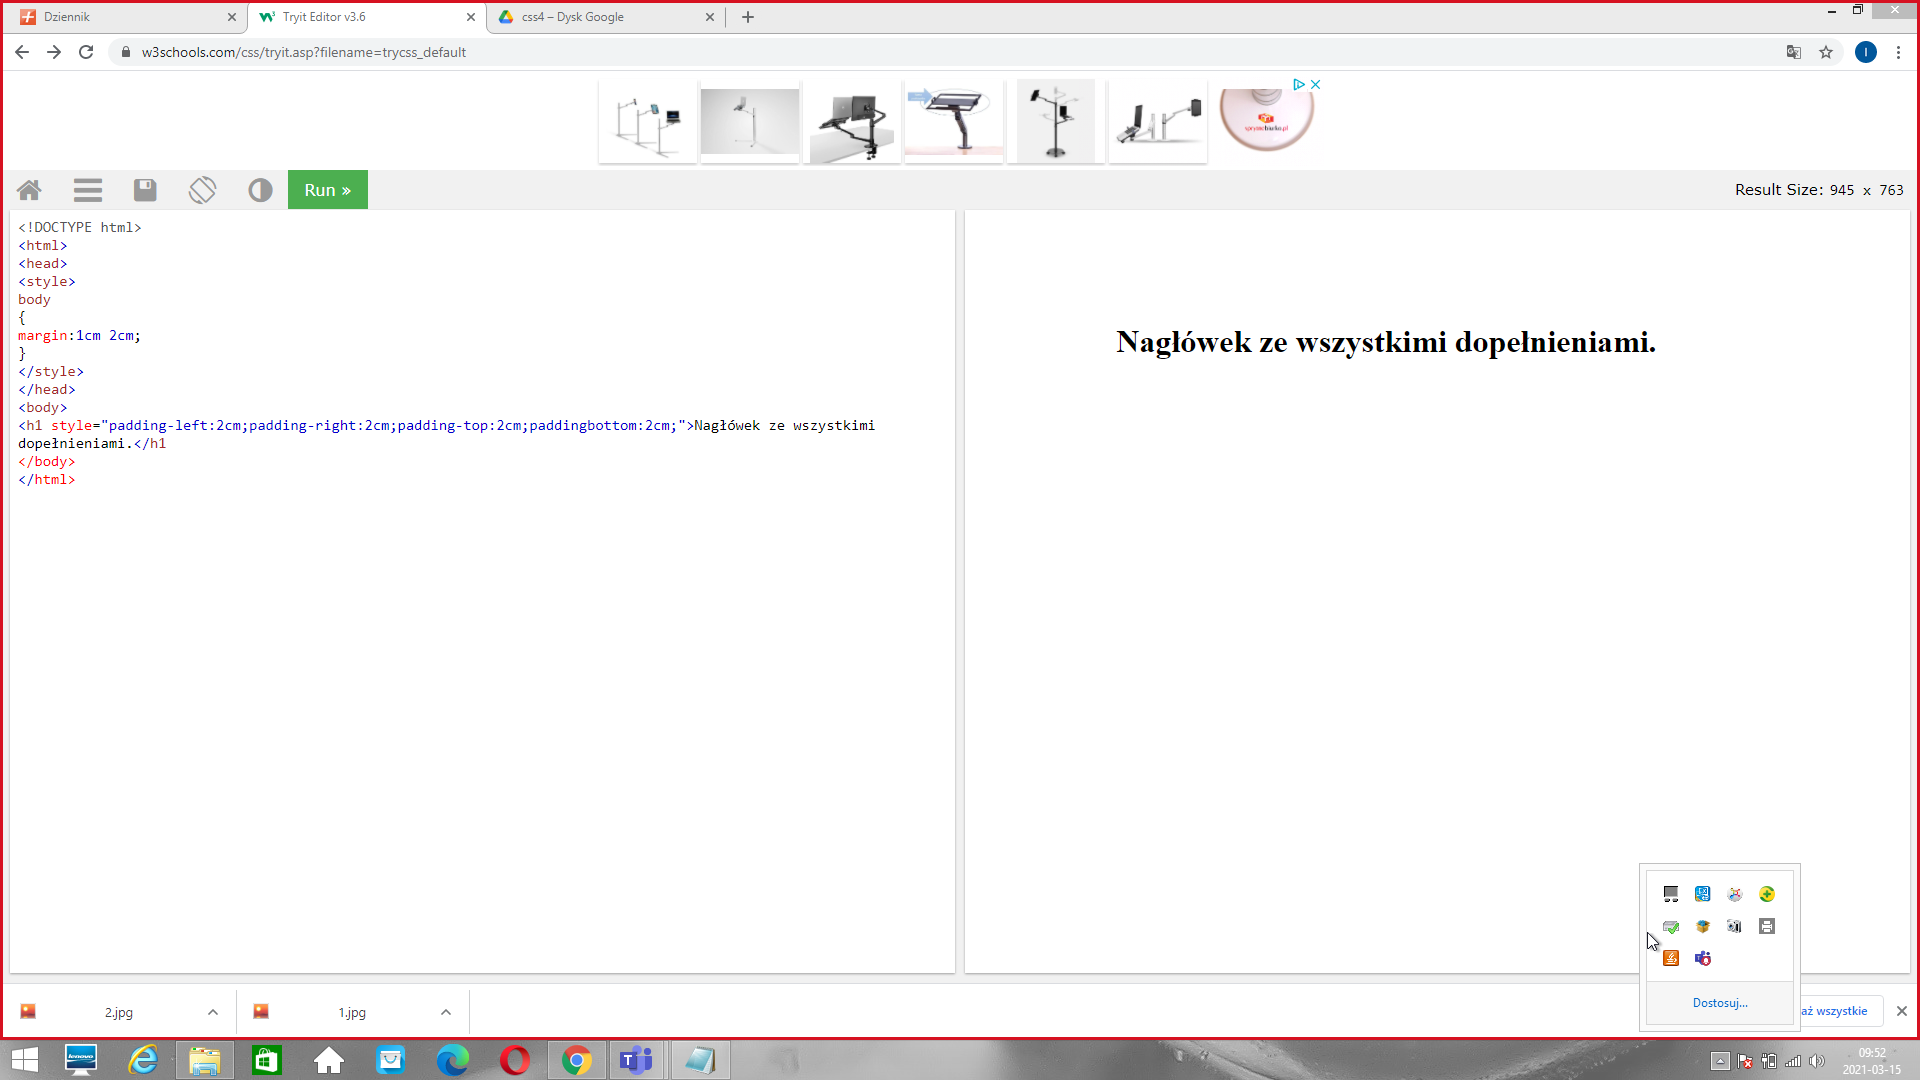 Dziennik
Tryit Editor v3.6
css4 – Dysk Google
w3schools.com/css/tryit.asp?filename=trycss_default
sprytnebiurko.pl
Run »
Result Size: 945 x 763
<!DOCTYPE html>
<html>
<head>
<style>
body
{
margin:1cm 2cm;
}
</style>
</head>
<body>
<h1 style="padding-left:2cm;padding-right:2cm;padding-top:2cm;paddingbottom:2cm;">Nagłówek ze wszystkimi
dopełnieniami.</h1
</body>
</html>
Nagłówek ze wszystkimi dopełnieniami.
Dostosuj...
2.jpg
1.jpg
aż wszystkie
lenovo
09:52
2021-03-15